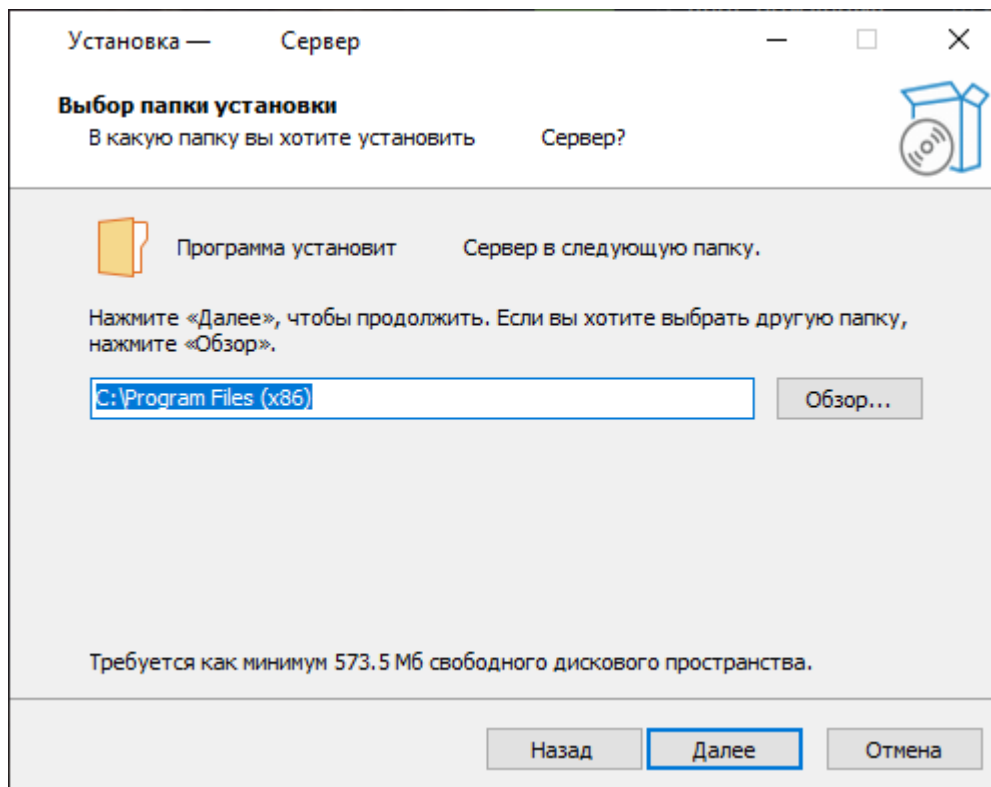 Установка — Сервер
Выбор папки установки
В какую папку вы хотите установить Сервер?
Программа установит Сервер в следующую папку.
Нажмите «Далее», чтобы продолжить. Если вы хотите выбрать другую папку,
нажмите «Обзор».
C:\Program Files (x86)
Обзор...
Требуется как минимум 573.5 Мб свободного дискового пространства.
Назад
Далее
Отмена